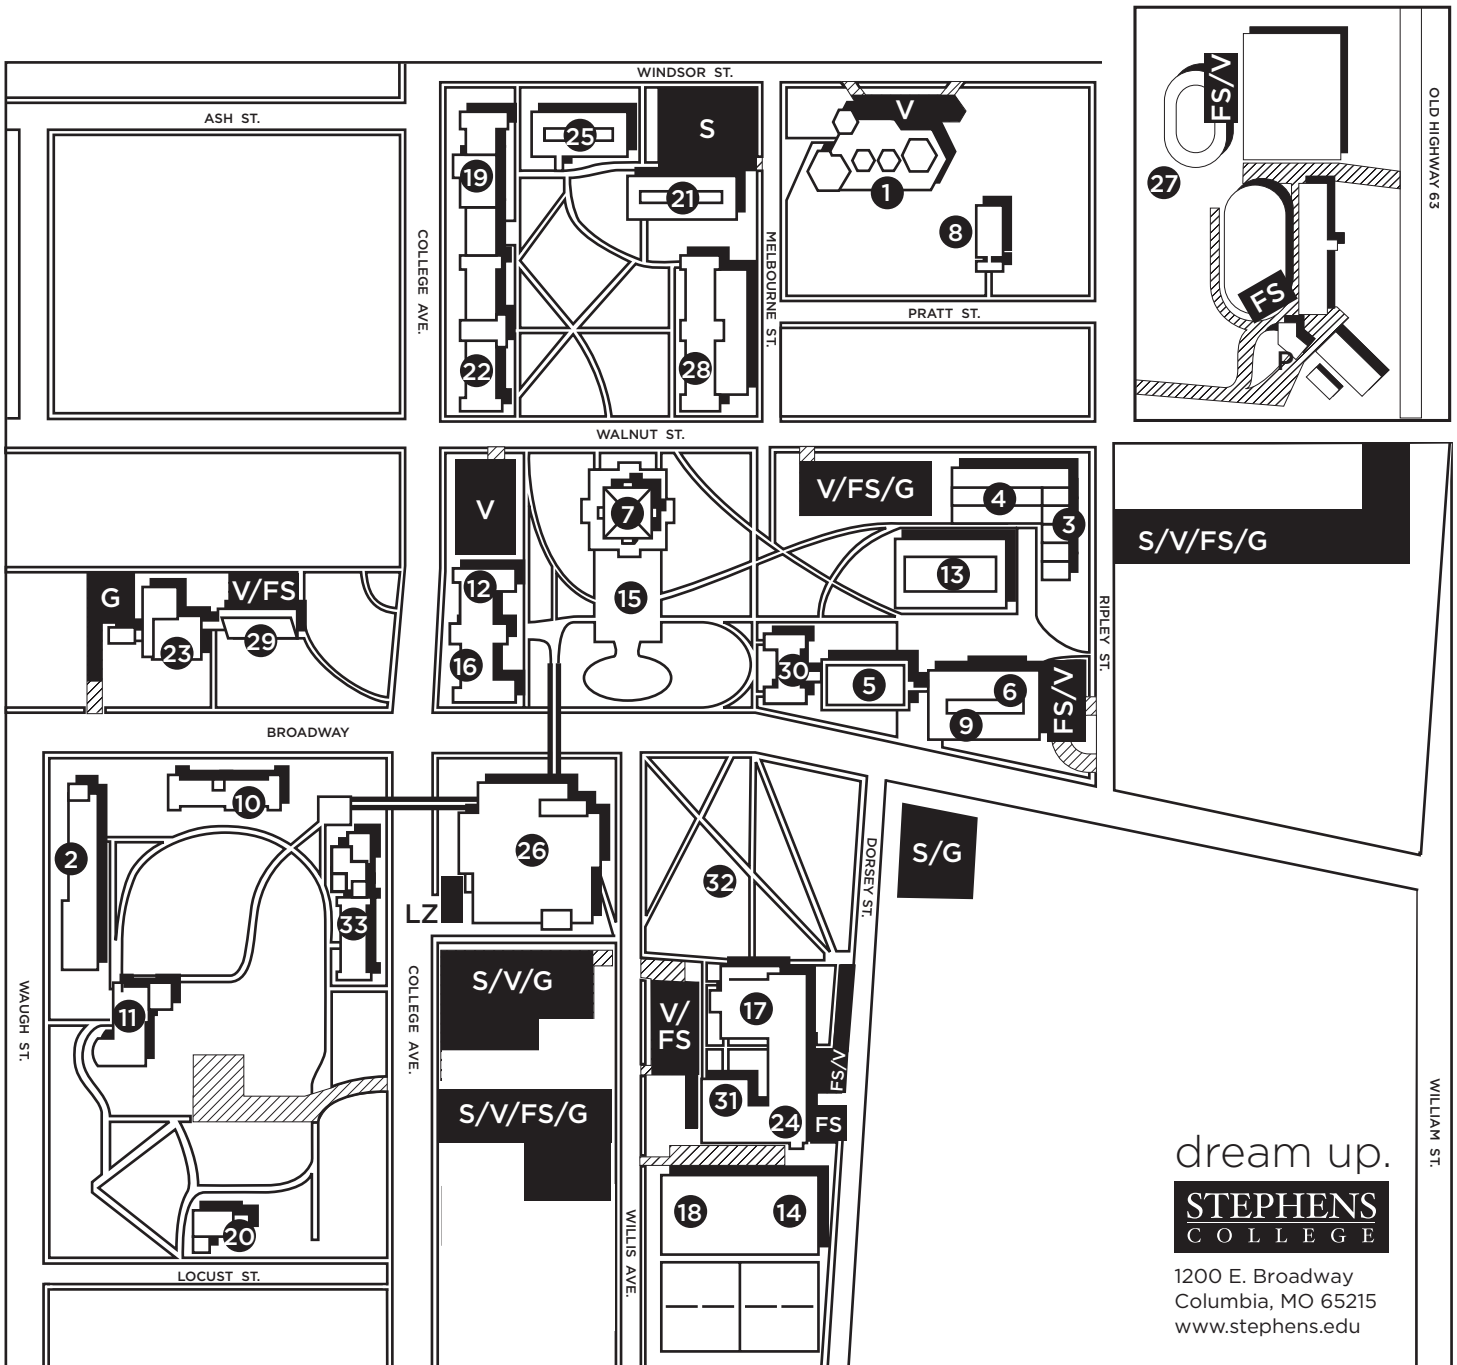 WINDSOR ST.
ASH ST.
25
S
V
FS/V
OLD HIGHWAY 63
19
21
1
27
8
COLLEGE AVE.
MELBOURNE ST.
FS
PRATT ST.
22
28
P
WALNUT ST.
V
7
V/FS/G
4
3
S/V/FS/G
G
V/FS
12
15
13
RIPLEY ST.
23
29
16
30
5
6
FS/V
9
BROADWAY
10
2
26
32
DORSEY ST.
S/G
LZ
33
WAUGH ST.
11
COLLEGE AVE.
S/V/G
V/
FS
17
FS/V
S/V/FS/G
31
24
FS
WILLIAM ST.
20
WILLIS AVE.
18
14
LOCUST ST.
dream up.
STEPHENS
COLLEGE
1200 E. Broadway
Columbia, MO 65215
www.stephens.edu